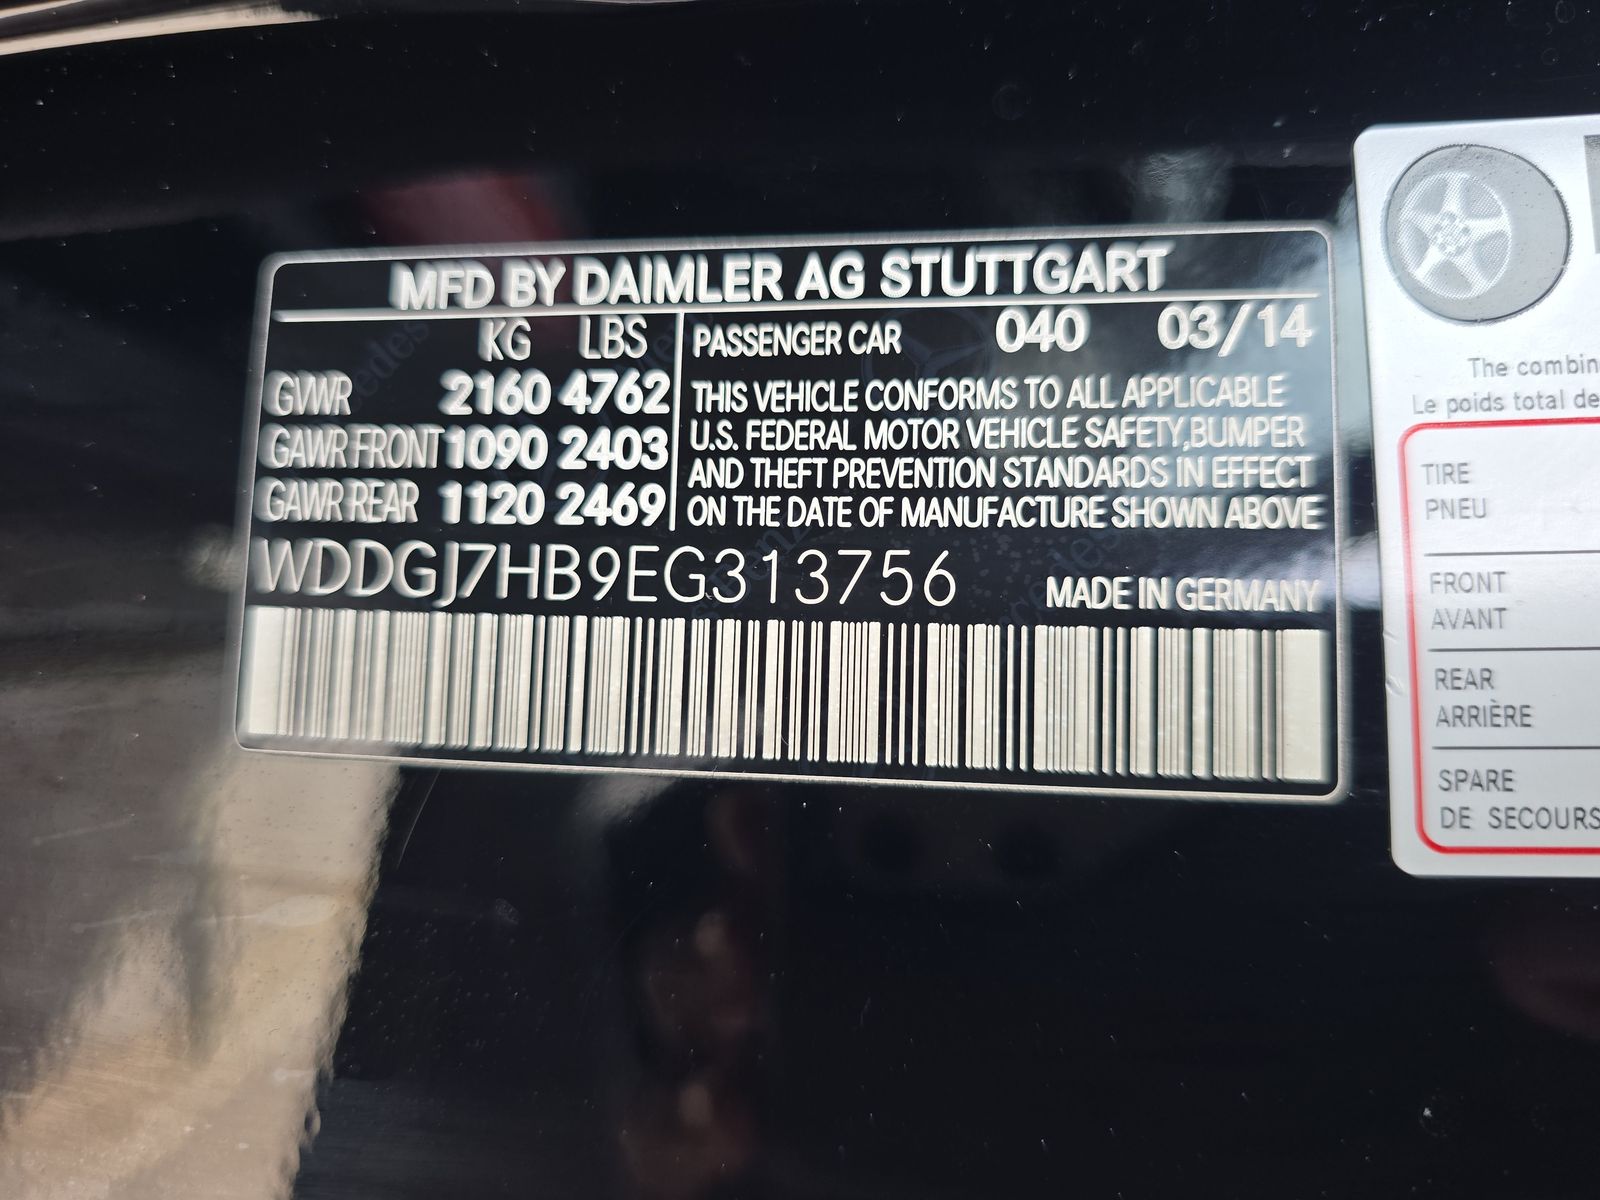 MFD BY DAIMLER AG STUTTGART
KG LBS
GVWR 2160 4762
GAWR FRONT 1090 2403
GAWR REAR 1120 2469
PASSENGER CAR 040 03/14
THIS VEHICLE CONFORMS TO ALL APPLICABLE
U.S. FEDERAL MOTOR VEHICLE SAFETY,BUMPER
AND THEFT PREVENTION STANDARDS IN EFFECT
ON THE DATE OF MANUFACTURE SHOWN ABOVE
WDDGJ7HB9EG313756 MADE IN GERMANY
The combin
Le poids total de
TIRE
PNEU
FRONT
AVANT
REAR
ARRIÈRE
SPARE
DE SECOURS